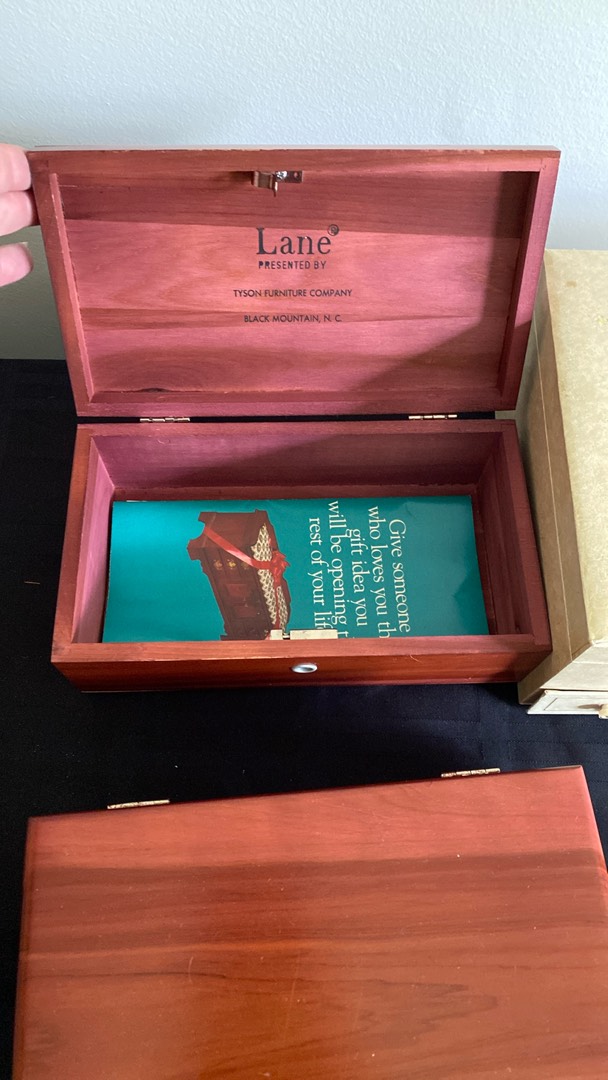 Lane®
PRESENTED BY
TYSON FURNITURE COMPANY
BLACK MOUNTAIN, N. C.
Give someone
who loves you th
gift idea you
will be opening t
rest of your lif